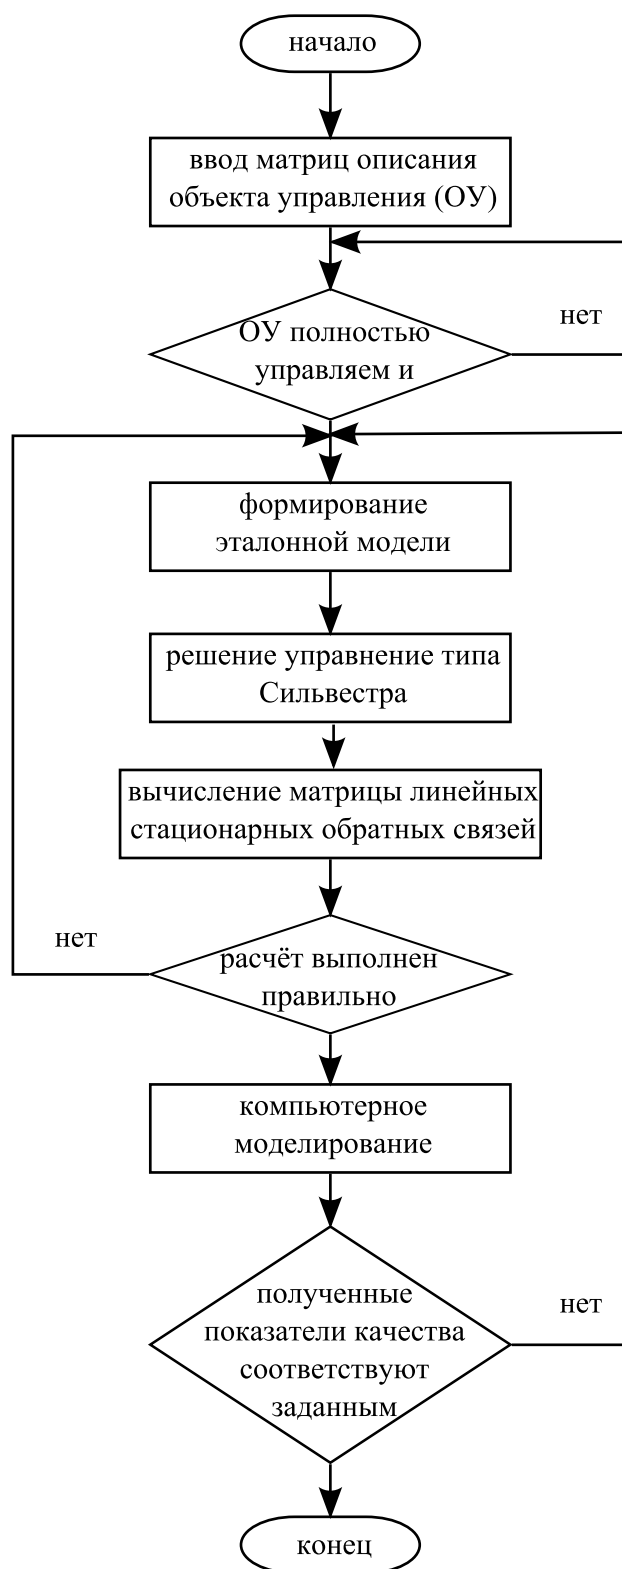 начало
ввод матриц описания
объекта управления (ОУ)
ОУ полностью
управляем и
нет
формирование
эталонной модели
решение управнение типа
Сильвестра
вычисление матрицы линейных
стационарных обратных связей
нет
расчёт выполнен
правильно
компьютерное
моделирование
полученные
показатели качества
соответствуют
заданным
нет
конец